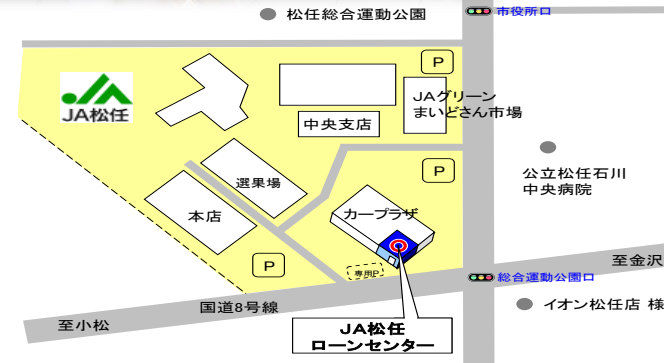 松任総合運動公園
市役所口
P
JA松任
JAグリーン
まいどさん市場
中央支店
P
公立松任石川
中央病院
選果場
本店
カープラザ
P
専用P
至金沢
総合運動公園口
イオン松任店 様
国道8号線
至小松
JA松任
ローンセンター